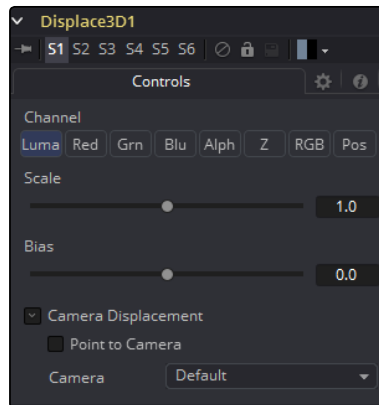 Displace3D1
S1 S2 S3 S4 S5 S6
Controls
Channel
Luma Red Grn Blu Alph Z RGB Pos
Scale
1.0
Bias
0.0
Camera Displacement
Point to Camera
Camera Default